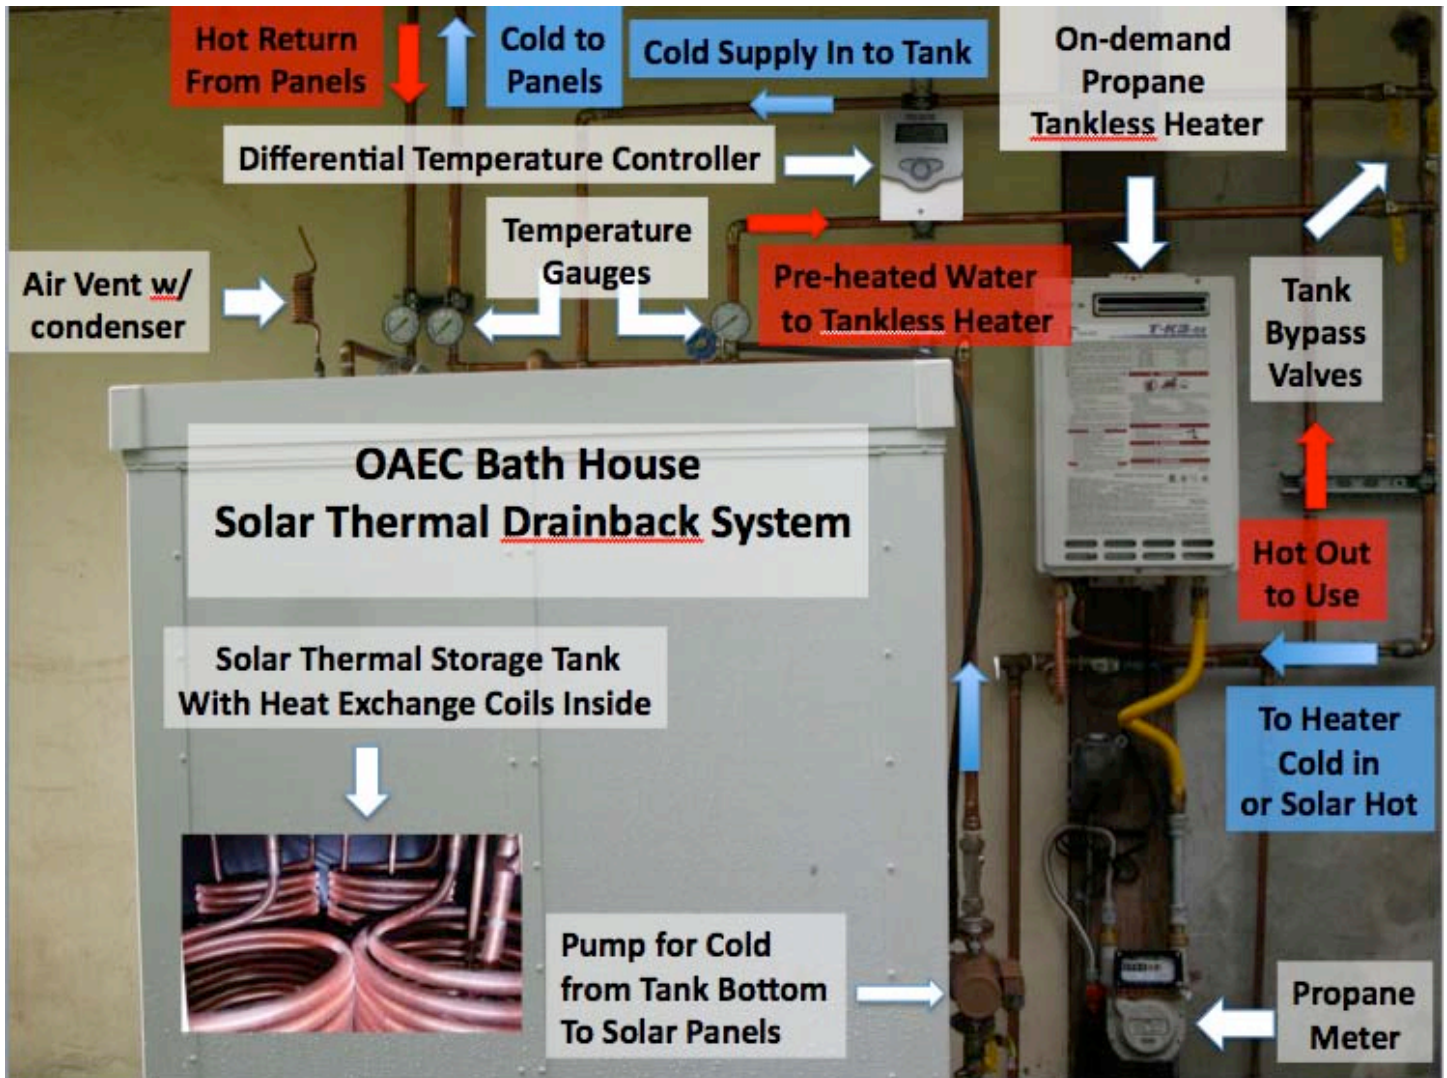 Hot Return
From Panels
Cold to
Panels
Cold Supply In to Tank
On-demand
Propane
Tankless Heater
Differential Temperature Controller
Temperature
Gauges
Air Vent w/
condenser
Pre-heated Water
to Tankless Heater
Tank
Bypass
Valves
T-K3
OAEC Bath House
Solar Thermal Drainback System
Hot Out
to Use
Solar Thermal Storage Tank
With Heat Exchange Coils Inside
To Heater
Cold in
or Solar Hot
Pump for Cold
from Tank Bottom
To Solar Panels
Propane
Meter